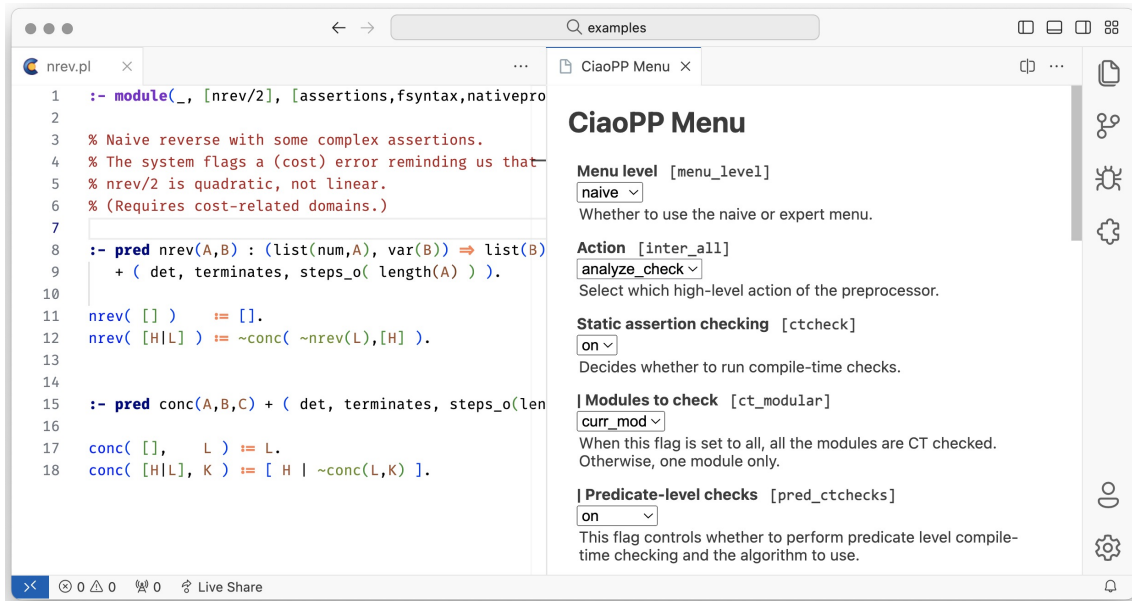 examples
nrev.pl
CiaoPP Menu
1 :- module(_, [nrev/2], [assertions,fsyntax,nativepro
2
3 % Naive reverse with some complex assertions.
4 % The system flags a (cost) error reminding us that
5 % nrev/2 is quadratic, not linear.
6 % (Requires cost-related domains.)
7
8 :- pred nrev(A,B) : (list(num,A), var(B)) ⇒ list(B)
9 + ( det, terminates, steps_o( length(A) ) ).
10
11 nrev( [] ) := [].
12 nrev( [H|L] ) := ~conc( ~nrev(L),[H] ).
13
14
15 :- pred conc(A,B,C) + ( det, terminates, steps_o(len
16
17 conc( [], L ) := L.
18 conc( [H|L], K ) := [ H | ~conc(L,K) ].
CiaoPP Menu
Menu level [menu_level]
naive
Whether to use the naive or expert menu.
Action [inter_all]
analyze_check
Select which high-level action of the preprocessor.
Static assertion checking [ctcheck]
on
Decides whether to run compile-time checks.
| Modules to check [ct_modular]
curr_mod
When this flag is set to all, all the modules are CT checked.
Otherwise, one module only.
| Predicate-level checks [pred_ctchecks]
on
This flag controls whether to perform predicate level compile-
time checking and the algorithm to use.
0 0 0 Live Share